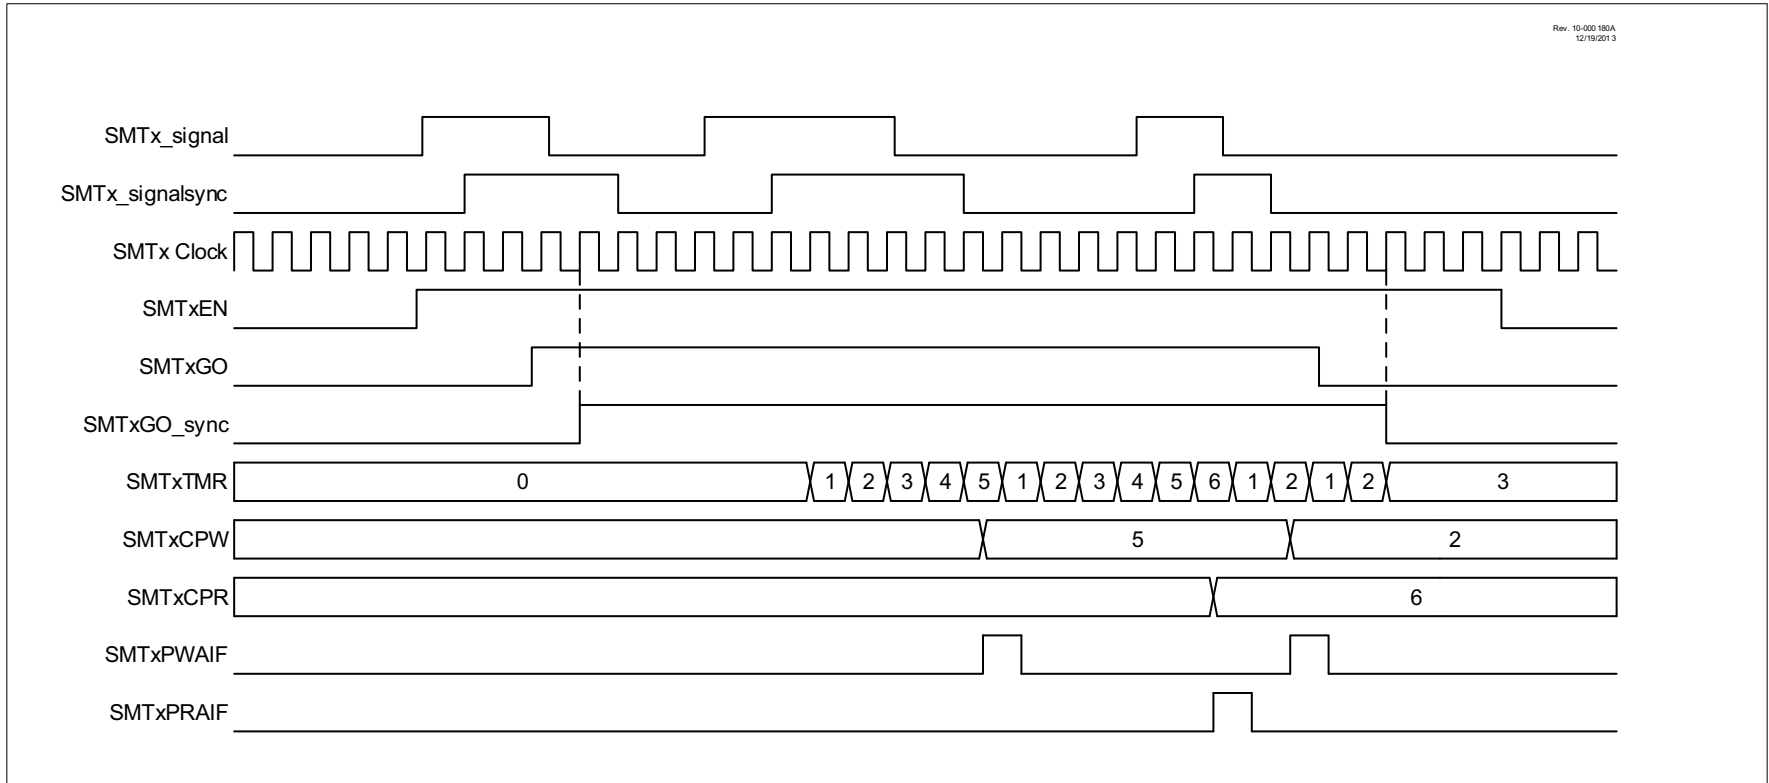 Rev. 10-000 180A
12/19/201 3
SMTx_signal
SMTx_signalsync
SMTx Clock
SMTxEN
SMTxGO
SMTxGO_sync
SMTxTMR 0 1 2 3 4 5 1 2 3 4 5 6 1 2 1 2 3
SMTxCPW 5 2
SMTxCPR 6
SMTxPWAIF
SMTxPRAIF